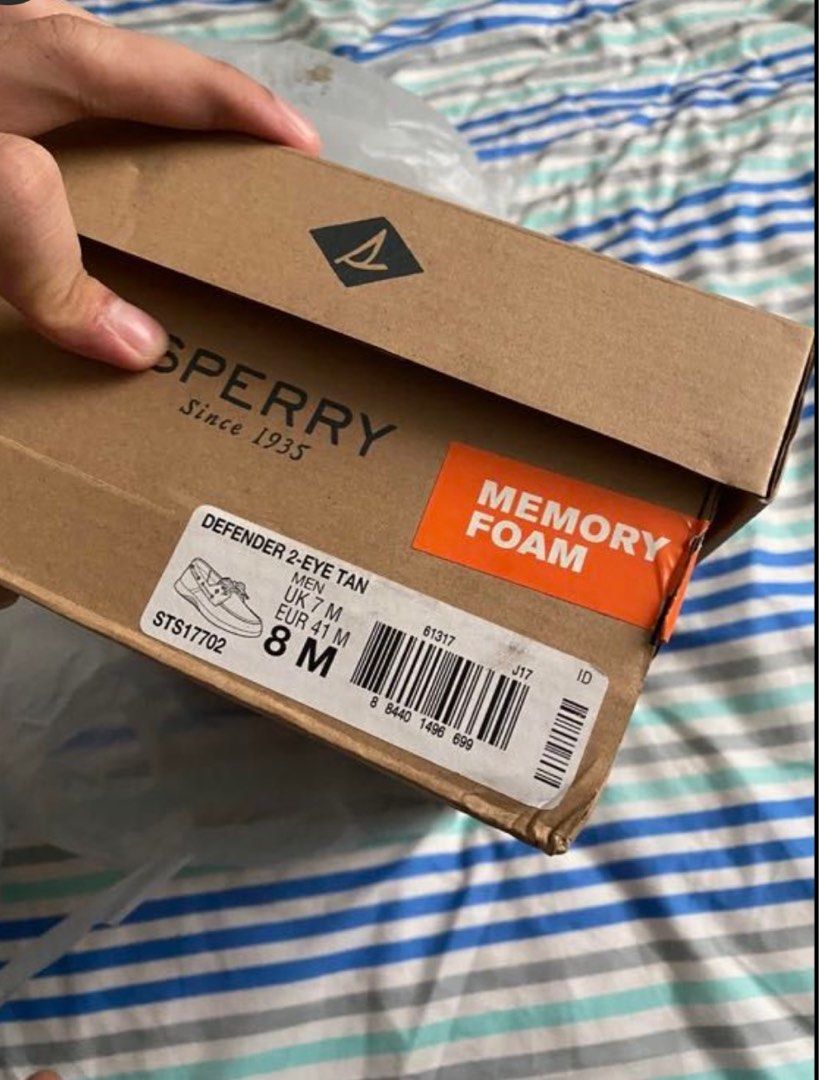 SPERRY
Since 1935
MEMORY
FOAM
DEFENDER 2-EYE TAN
MEN
UK 7 M
EUR 41 M
8 M
STS17702
61317
J17
ID
8 8440 1496 699